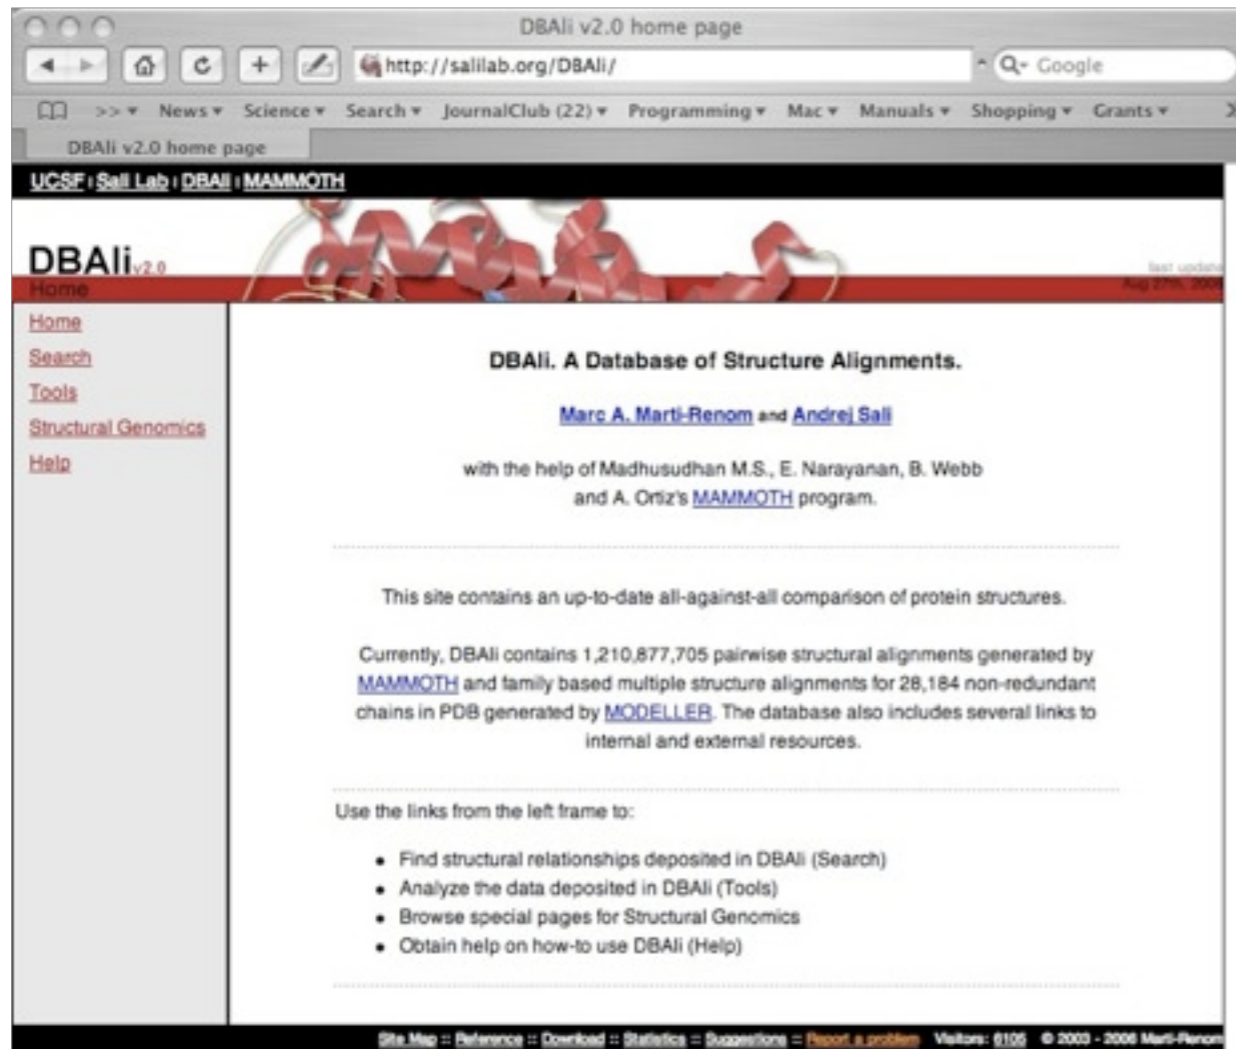 DBAli v2.0 home page
http://salilab.org/DBAli/
Google
>> News Science Search JournalClub (22) Programming Mac Manuals Shopping Grants
DBAli v2.0 home page
UCSF | Sali Lab | DBAli | MAMMOTH
DBAli v2.0
last update
Home
Aug 27th, 2006
Home
Search
Tools
Structural Genomics
Help
DBAli. A Database of Structure Alignments.
Marc A. Marti-Renom and Andrej Sali
with the help of Madhusudhan M.S., E. Narayanan, B. Webb
and A. Ortiz's MAMMOTH program.
This site contains an up-to-date all-against-all comparison of protein structures.
Currently, DBAli contains 1,210,877,705 pairwise structural alignments generated by
MAMMOTH and family based multiple structure alignments for 28,184 non-redundant
chains in PDB generated by MODELLER. The database also includes several links to
internal and external resources.
Use the links from the left frame to:
• Find structural relationships deposited in DBAli (Search)
• Analyze the data deposited in DBAli (Tools)
• Browse special pages for Structural Genomics
• Obtain help on how-to use DBAli (Help)
Site Map :: Reference :: Download :: Statistics :: Suggestions :: Report a problem Visitors: 6105 © 2003 - 2006 Marti-Renom